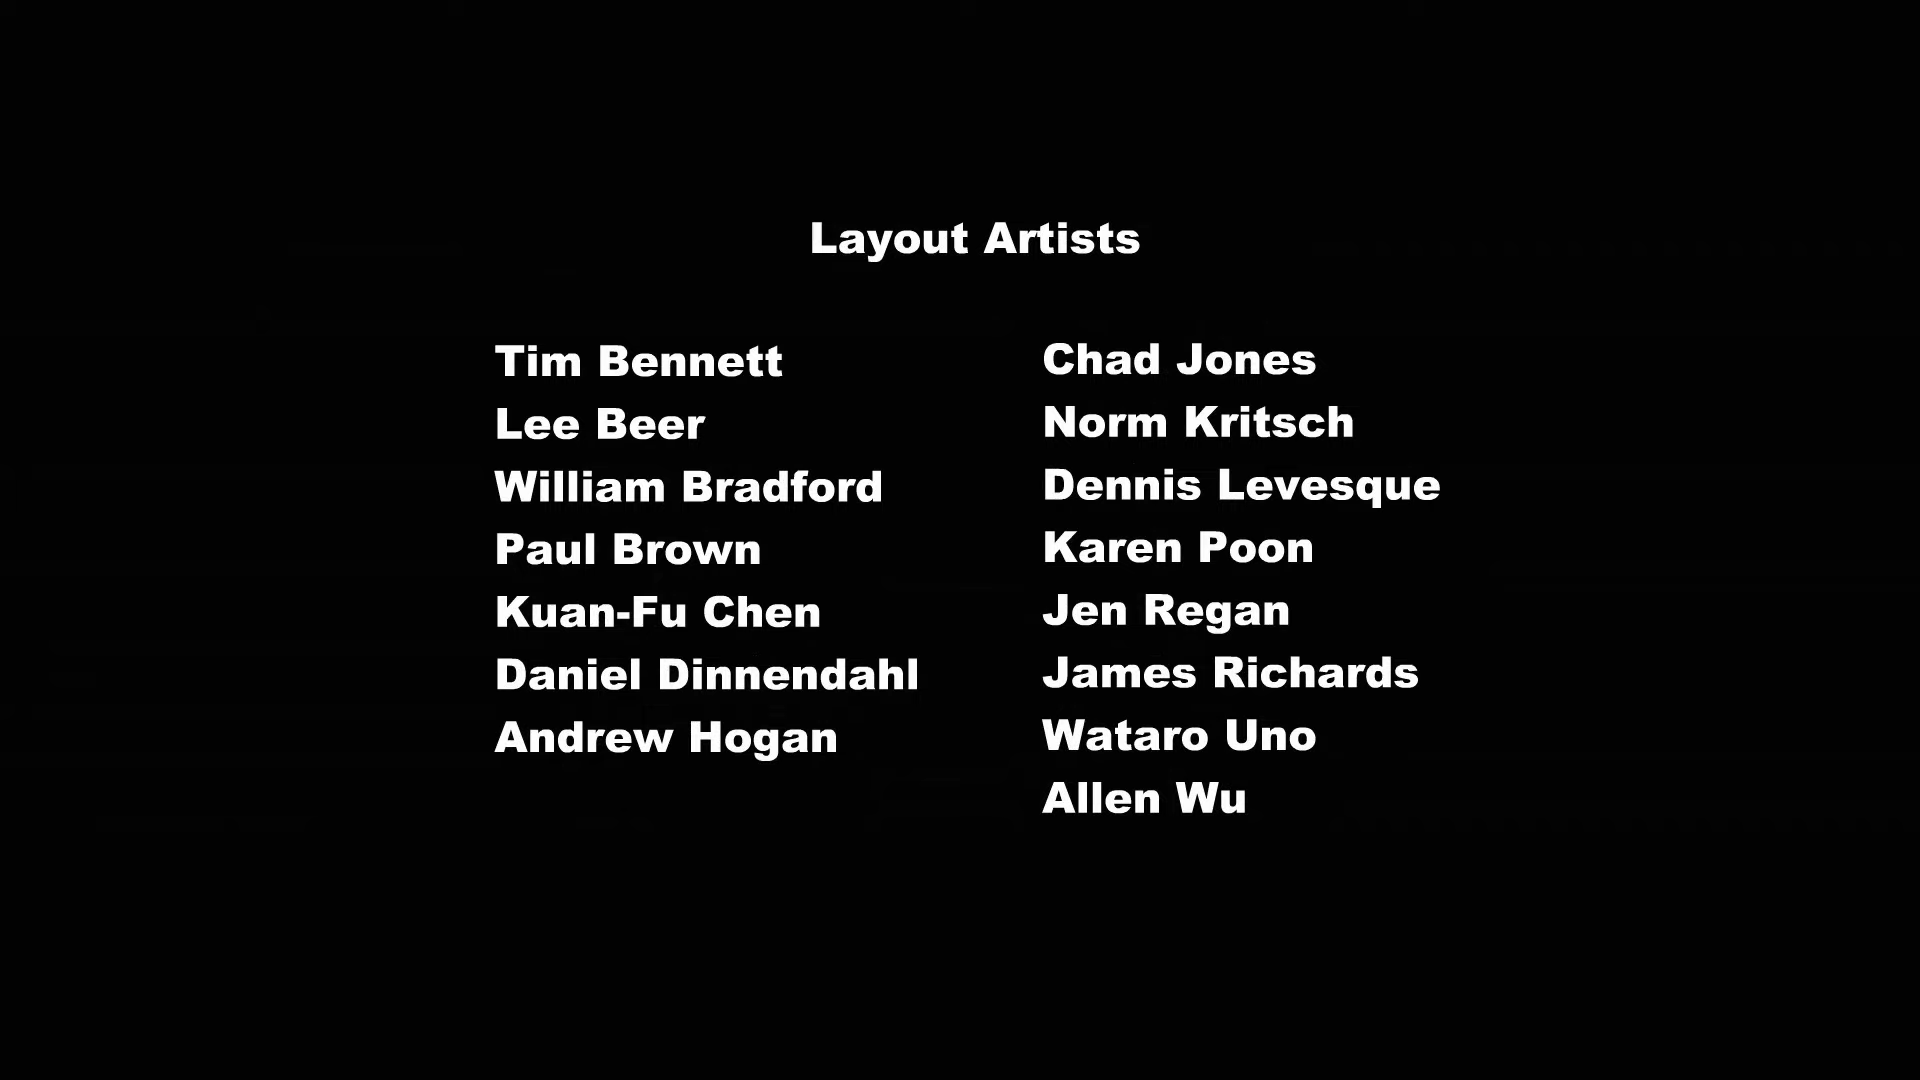 Layout Artists
Tim Bennett
Lee Beer
William Bradford
Paul Brown
Kuan-Fu Chen
Daniel Dinnendahl
Andrew Hogan
Chad Jones
Norm Kritsch
Dennis Levesque
Karen Poon
Jen Regan
James Richards
Wataro Uno
Allen Wu